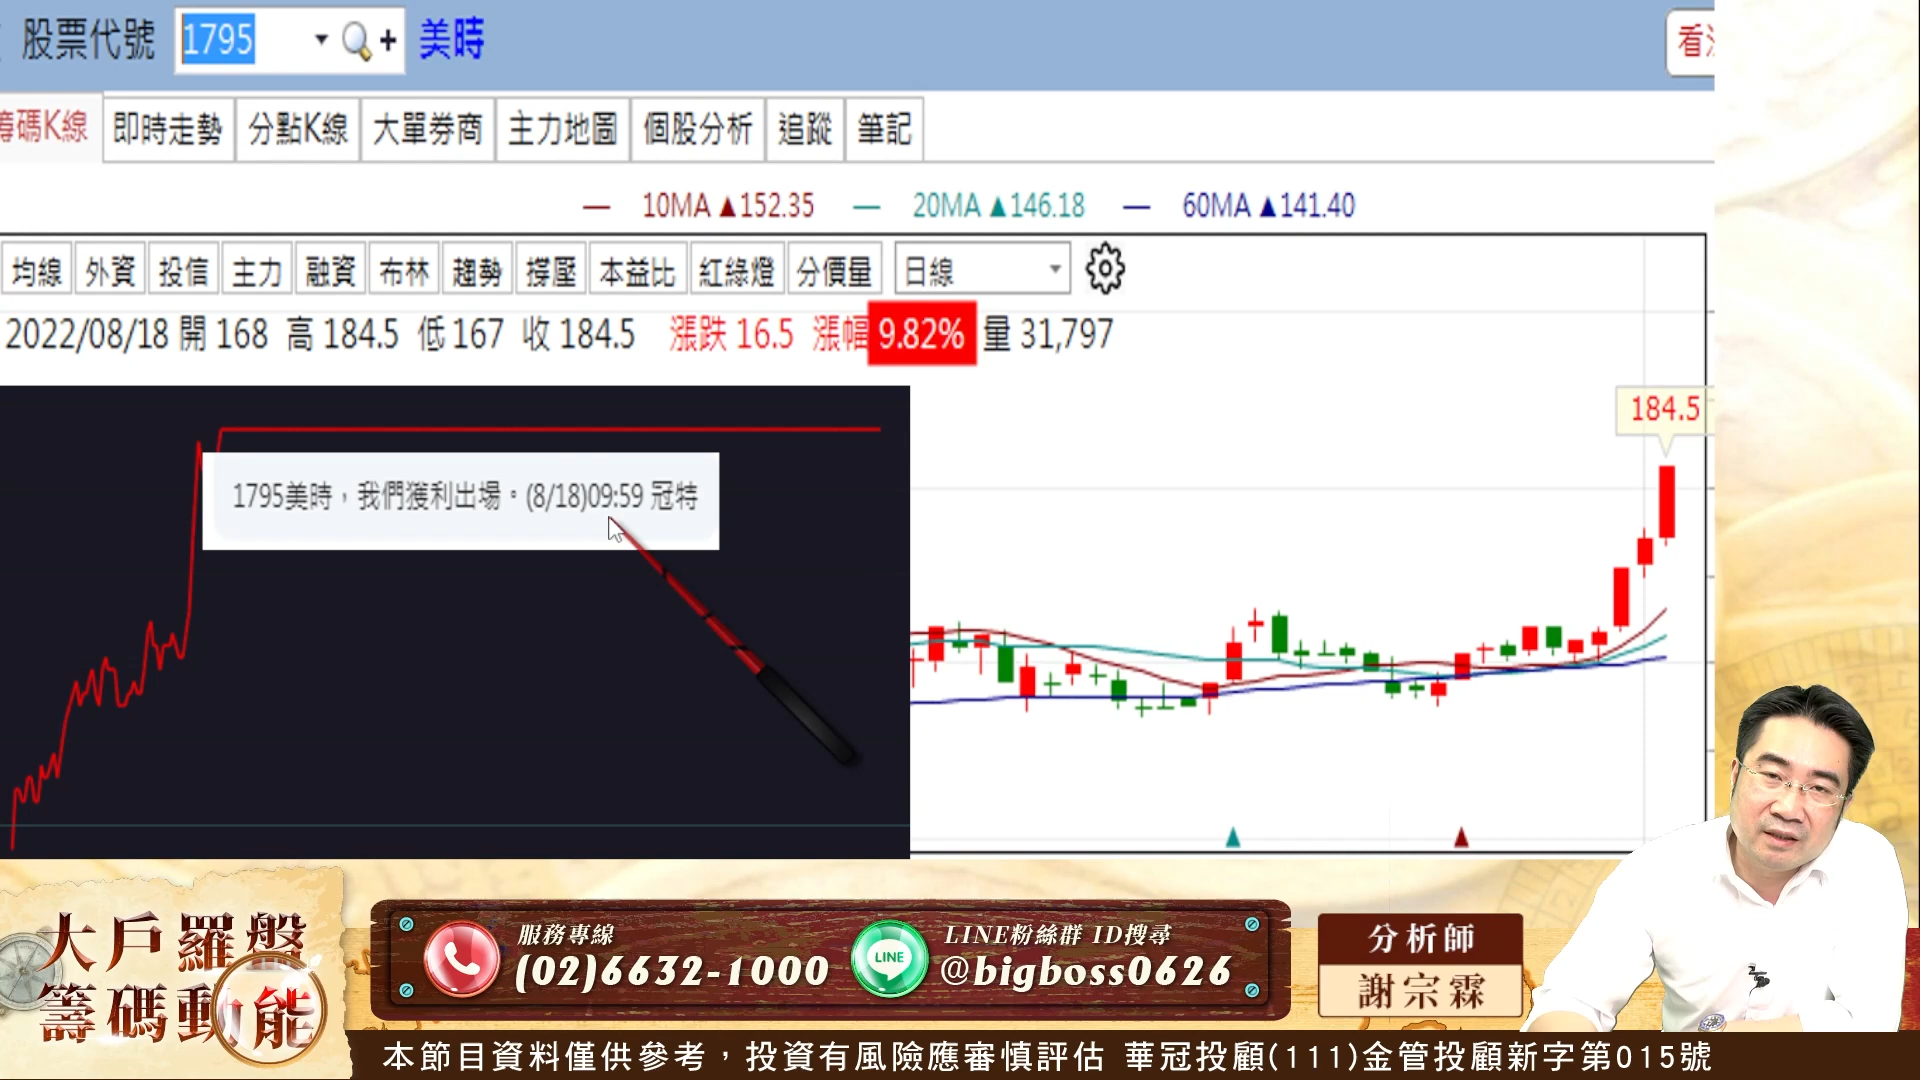 股票代號 1795 美時
看
籌碼K線 即時走勢 分點K線 大單券商 主力地圖 個股分析 追蹤 筆記
10MA ▲152.35 20MA ▲146.18 60MA ▲141.40
均線 外資 投信 主力 融資 布林 趨勢 撐壓 本益比 紅綠燈 分價量 日線
2022/08/18 開 168 高 184.5 低 167 收 184.5 漲跌 16.5 漲幅 9.82% 量 31,797
184.5
1795美時，我們獲利出場。(8/18)09:59 冠特
大戶羅盤
籌碼動能
服務專線
(02)6632-1000
LINE
LINE粉絲群 ID搜尋
@bigboss0626
分析師
謝宗霖
本節目資料僅供參考，投資有風險應審慎評估 華冠投顧(111)金管投顧新字第015號